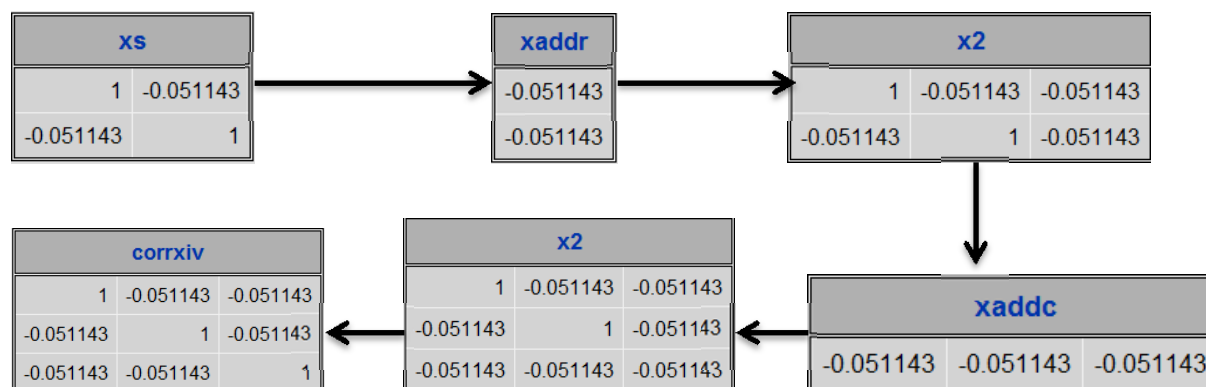 xs
1 -0.051143
-0.051143 1
xaddr
-0.051143
-0.051143
x2
1 -0.051143 -0.051143
-0.051143 1 -0.051143
xaddc
-0.051143 -0.051143 -0.051143
x2
1 -0.051143 -0.051143
-0.051143 1 -0.051143
-0.051143 -0.051143 -0.051143
corrxiv
1 -0.051143 -0.051143
-0.051143 1 -0.051143
-0.051143 -0.051143 1